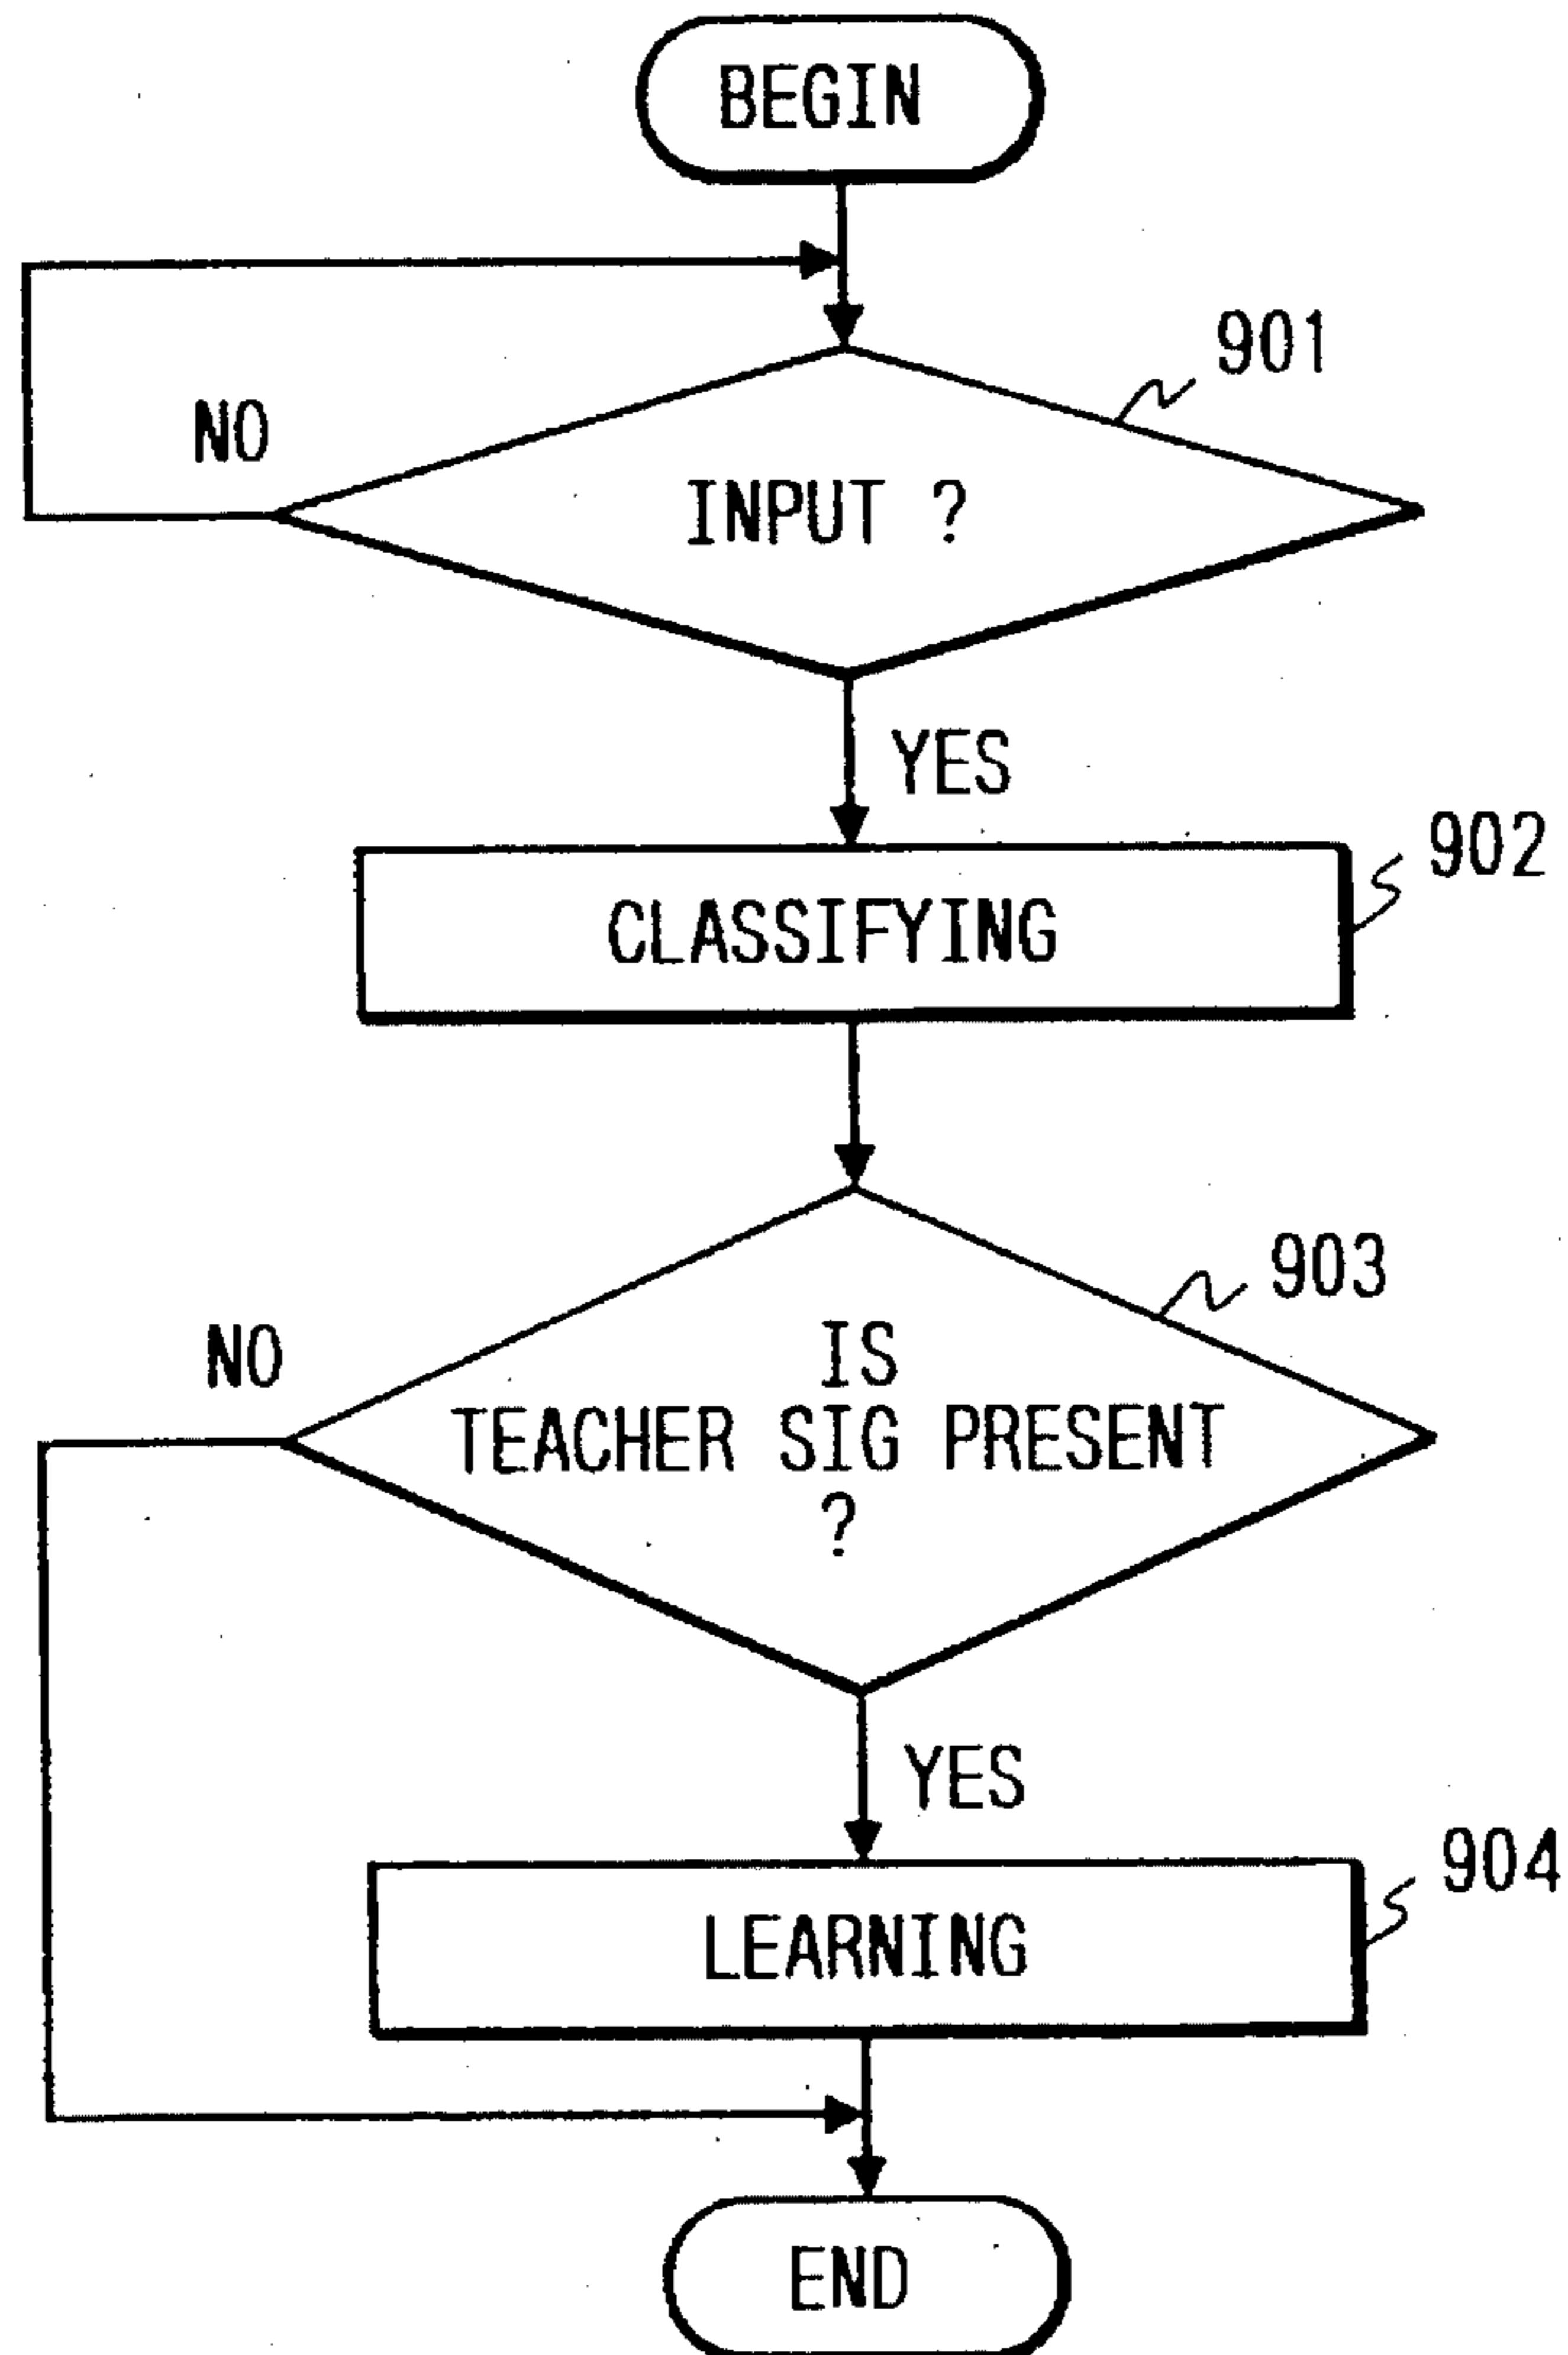 BEGIN
901
NO
INPUT ?
YES
902
CLASSIFYING
903
NO
IS
TEACHER SIG PRESENT
?
YES
904
LEARNING
END